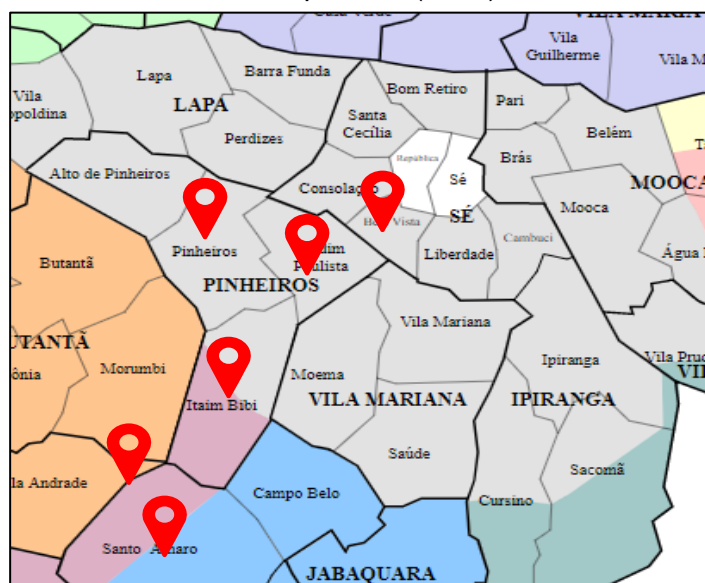 VILA MARIA
Vila
Guilherme
Lapa
Barra Funda
Bom Retiro
Vila
opoldina
LAPA
Santa
Cecília
Pari
Belém
Perdizes
República
Brás
Alto de Pinheiros
Consolação
Sé
MOOCA
Mooca
SÉ
Vista
Pinheiros
Liberdade
Cambuci
Butantã
Paulista
Água
PINHEIROS
Vila Mariana
UTANTÃ
Morumbi
Moema
Ipiranga
Vila Pru
ônia
Itaim Bibi
VILA MARIANA
IPIRANGA
Saúde
Sacomã
la Andrade
Campo Belo
Cursino
Santo
JABAQUARA